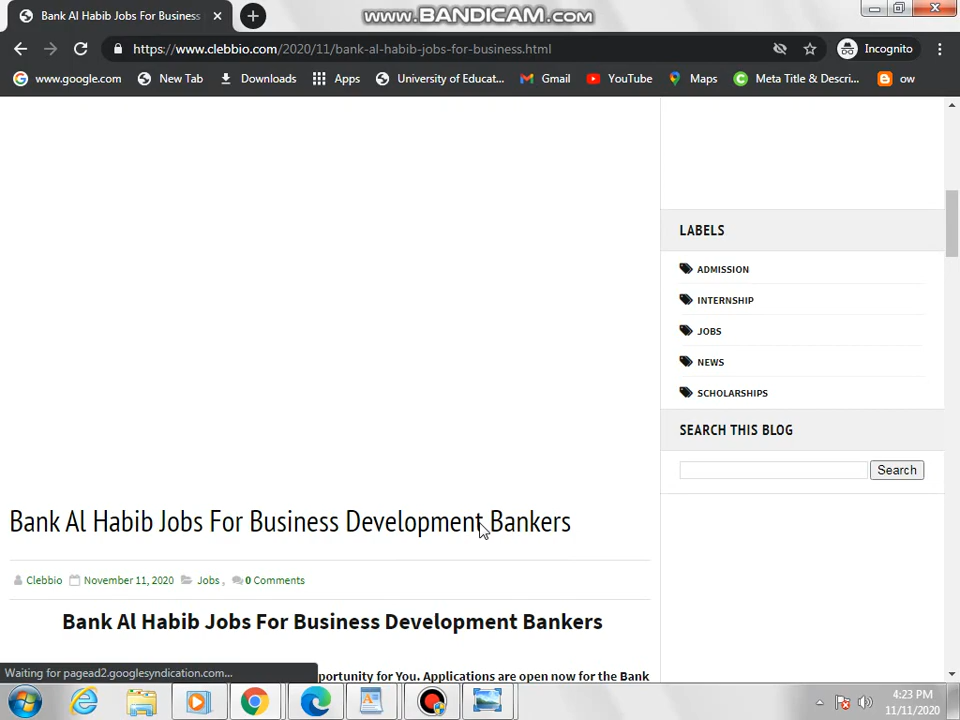 Bank Al Habib Jobs For Business
WWW.BANDICAM.COM
https://www.clebbio.com/2020/11/bank-al-habib-jobs-for-business.html
Incognito
www.google.com
New Tab
Downloads
Apps
University of Educat...
Gmail
YouTube
Maps
Meta Title & Descri...
ow
LABELS
ADMISSION
INTERNSHIP
JOBS
NEWS
SCHOLARSHIPS
SEARCH THIS BLOG
Search
Bank Al Habib Jobs For Business Development Bankers
Clebbio November 11, 2020 Jobs , 0 Comments
Bank Al Habib Jobs For Business Development Bankers
portunity for You. Applications are open now for the Bank
Waiting for pagead2.googlesyndication.com...
4:23 PM
11/11/2020